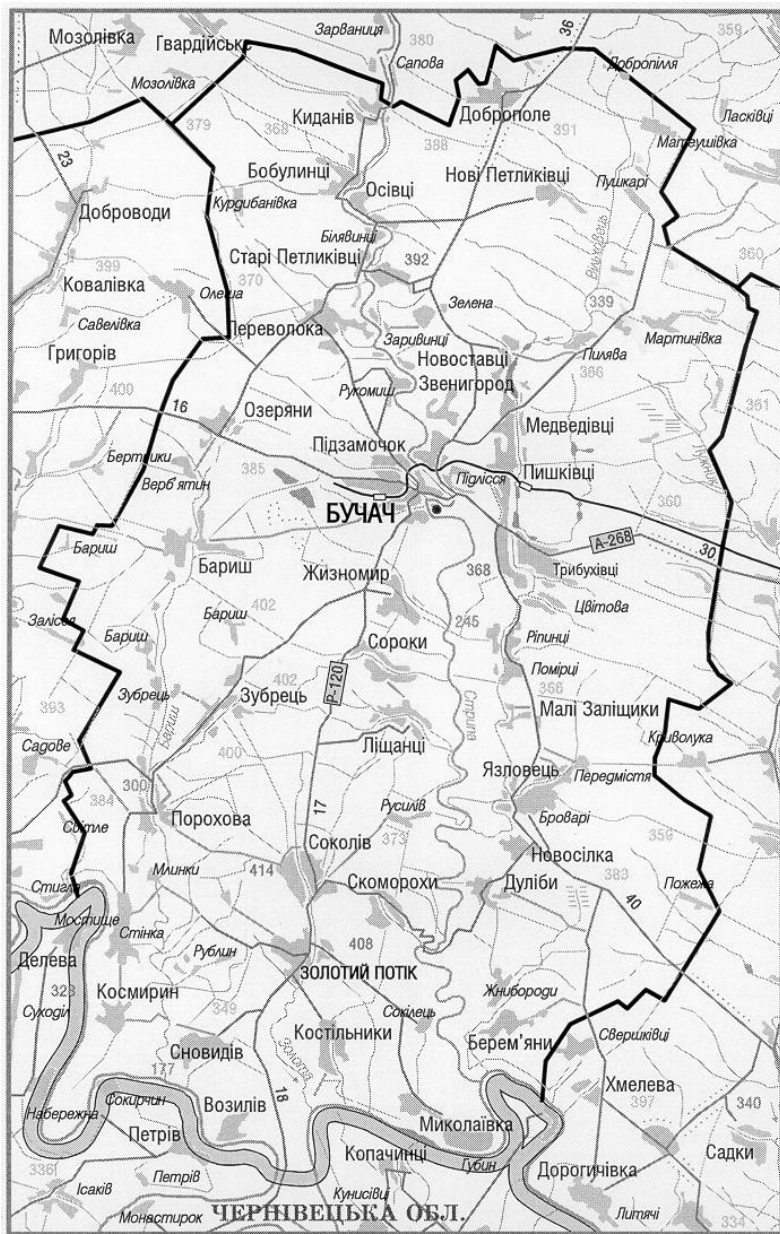 Мозолівка
Гвардійське
Зарваниця
380
36
359
Мозолівка
Сапова
Добропілля
Киданів
Доброполе
Ласківці
379
368
388
391
Матеушівка
23
Бобулинці
Осівці
Нові Петликівці
Пушкарі
Доброводи
Курдибанівка
Білявинці
399
Старі Петликівці
392
360
Ковалівка
Олеша
370
Зелена
339
Савелівка
Переволока
Заривинці
Новоставці
Пилява
Мартинівка
Григорів
400
Звенигород
366
16
Озеряни
Рукомиш
361
Підзамочок
Медведівці
Бертники
385
Підлісся
Пишківці
Верб'ятин
360
БУЧАЧ
А-268
30
Бариш
Бариш
Жизномир
368
Трибухівці
402
Цвітова
Залісся
Бариш
245
Бариш
Сороки
Ріпинці
402
Р-120
Помірці
Зубрець
Зубрець
Стрипа
366
393
Малі Заліщики
Бариш
400
Криволука
Садове
Ліщанці
Язловець
Передмістя
300
384
17
Русилів
Порохова
Бровари
Світле
373
359
Соколів
Новосілка
Млинки
414
Скоморохи
Дуліби
383
Стигла
Пожежа
40
Мостище
Стінка
Рублин
408
Делева
ЗОЛОТИЙ ПОТІК
328
Жнибороди
Космирин
349
Сокілець
Суходіл
Костільники
Берем'яни
Свершківці
Сновидів
Золота
177
Хмелева
Сокирчин
18
Набережна
Возилів
397
340
Петрів
Миколаївка
Садки
336
Копачинці
Губин
Петрів
Дорогичівка
Ісаків
Кунисівці
Литячі
Монастирок
ЧЕРНІВЕЦЬКА ОБЛ.
334